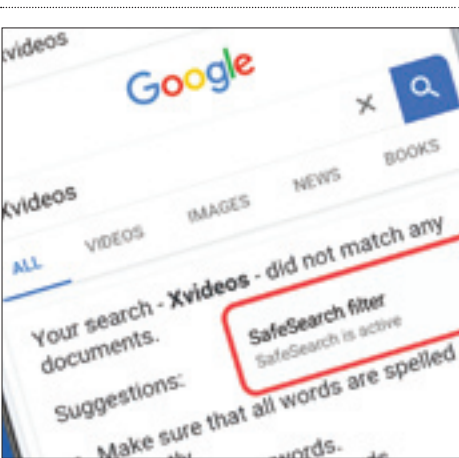 xvideos
Google
Xvideos
ALL VIDEOS IMAGES NEWS BOOKS
Your search - Xvideos - did not match any
documents.
SafeSearch filter
SafeSearch is active
Suggestions:
Make sure that all words are spelled
words.